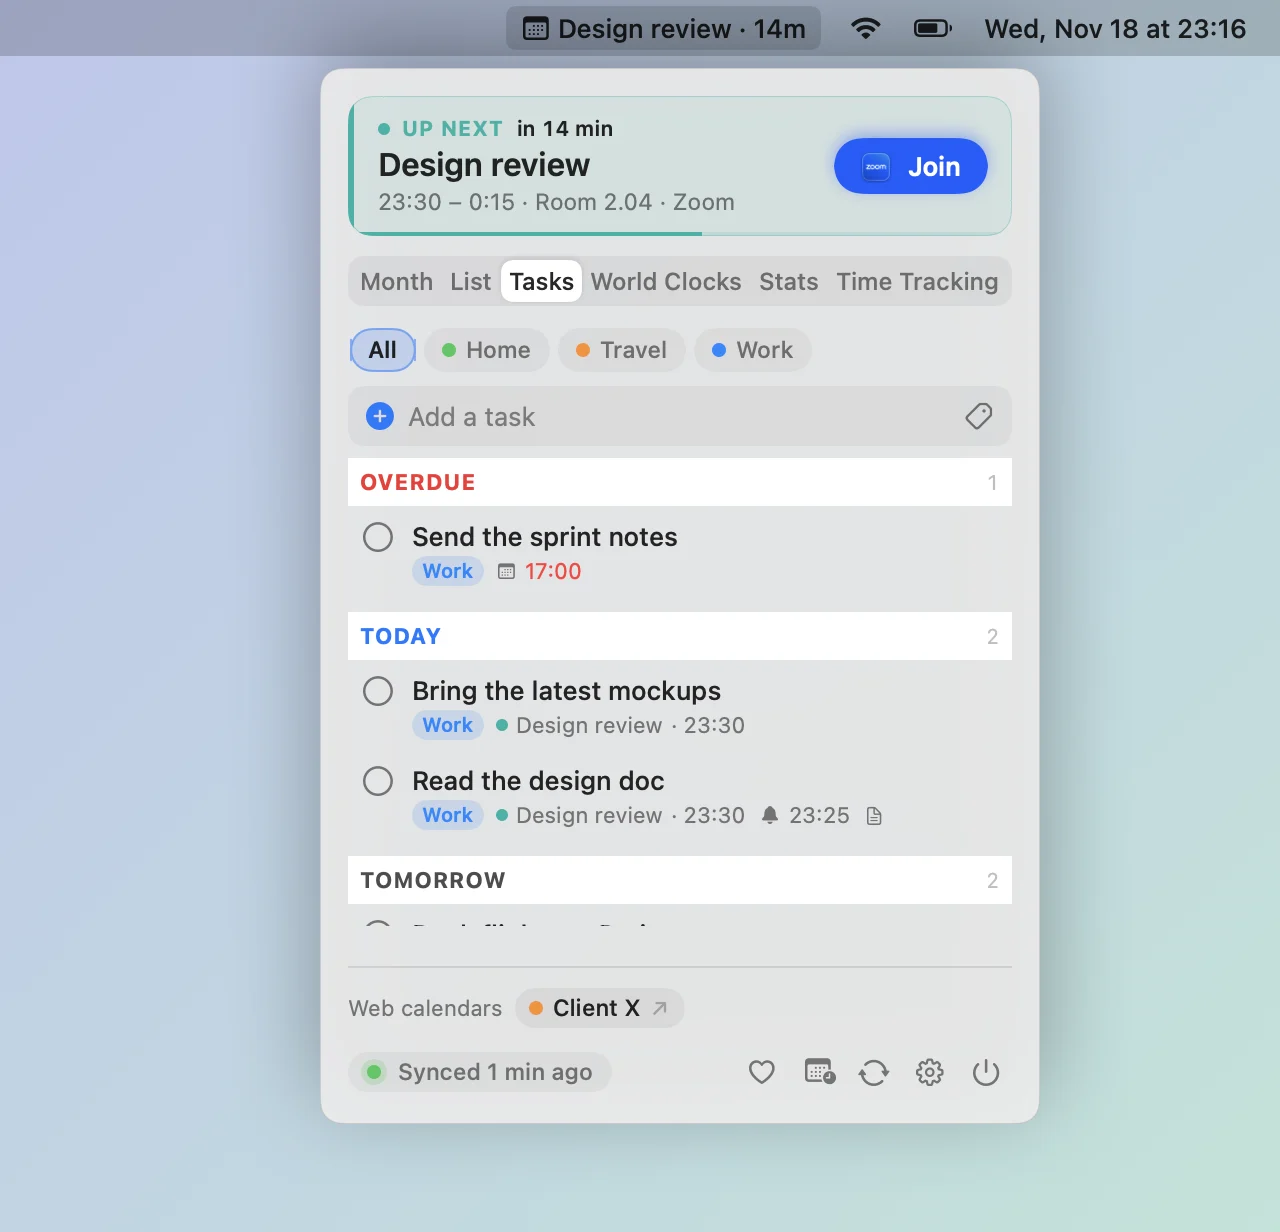 Design review · 14m
Wed, Nov 18 at 23:16
UP NEXT in 14 min
Design review
23:30 – 0:15 · Room 2.04 · Zoom
zoom Join
Month List Tasks World Clocks Stats Time Tracking
All Home Travel Work
Add a task
OVERDUE 1
Send the sprint notes
Work 17:00
TODAY 2
Bring the latest mockups
Work Design review · 23:30
Read the design doc
Work Design review · 23:30 23:25
TOMORROW 2
Web calendars Client X
Synced 1 min ago